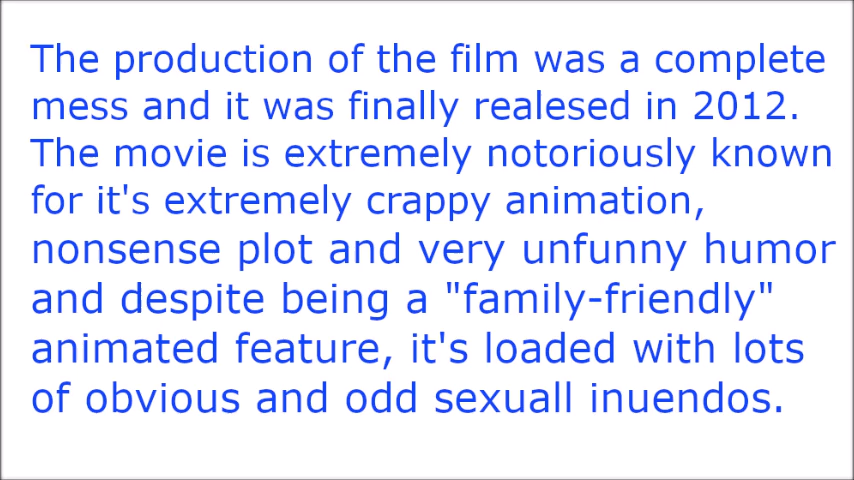 The production of the film was a complete
mess and it was finally realesed in 2012.
The movie is extremely notoriously known
for it's extremely crappy animation,
nonsense plot and very unfunny humor
and despite being a "family-friendly"
animated feature, it's loaded with lots
of obvious and odd sexuall inuendos.